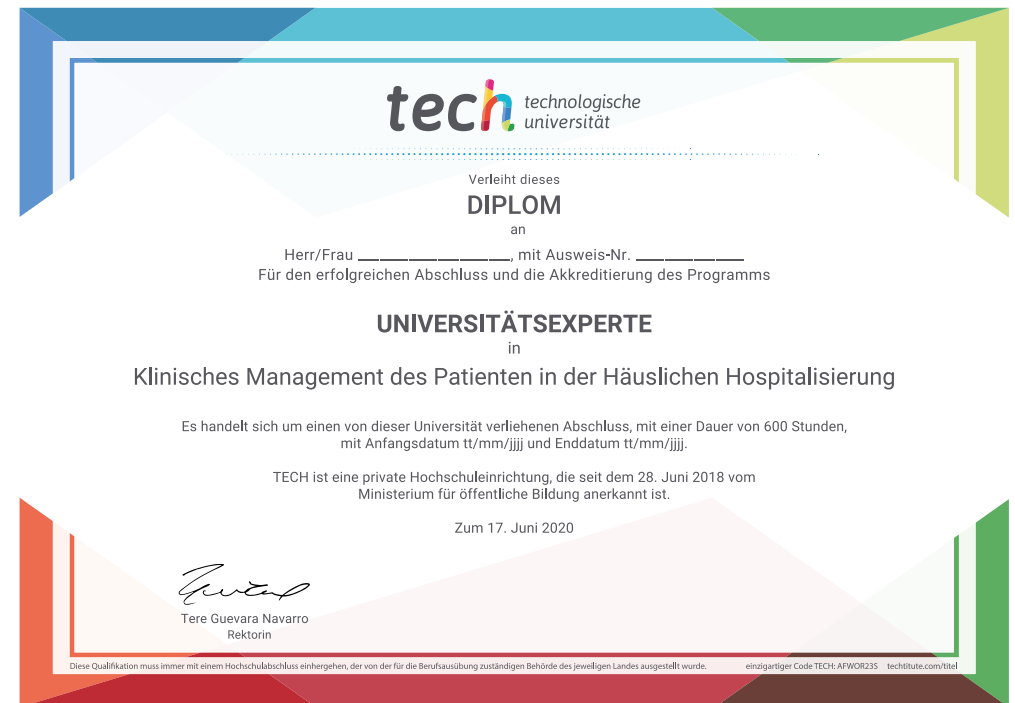 tech technologische
universität
Verleiht dieses
DIPLOM
an
Herr/Frau __________________, mit Ausweis-Nr. _____________
Für den erfolgreichen Abschluss und die Akkreditierung des Programms
UNIVERSITÄTSEXPERTE
in
Klinisches Management des Patienten in der Häuslichen Hospitalisierung
Es handelt sich um einen von dieser Universität verliehenen Abschluss, mit einer Dauer von 600 Stunden,
mit Anfangsdatum tt/mm/jjjj und Enddatum tt/mm/jjjj.
TECH ist eine private Hochschuleinrichtung, die seit dem 28. Juni 2018 vom
Ministerium für öffentliche Bildung anerkannt ist.
Zum 17. Juni 2020
Tere Guevara Navarro
Rektorin
Diese Qualifikation muss immer mit einem Hochschulabschluss einhergehen, der von der für die Berufsausübung zuständigen Behörde des jeweiligen Landes ausgestellt wurde. einzigartiger Code TECH: AFWOR23S techtitute.com/titel